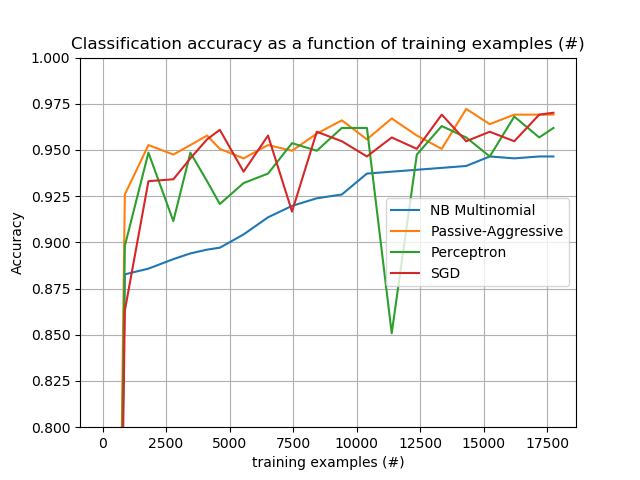 Classification accuracy as a function of training examples (#)
1.000
0.975
0.950
0.925
0.900
0.875
0.850
0.825
0.800
Accuracy
NB Multinomial
Passive-Aggressive
Perceptron
SGD
0 2500 5000 7500 10000 12500 15000 17500
training examples (#)